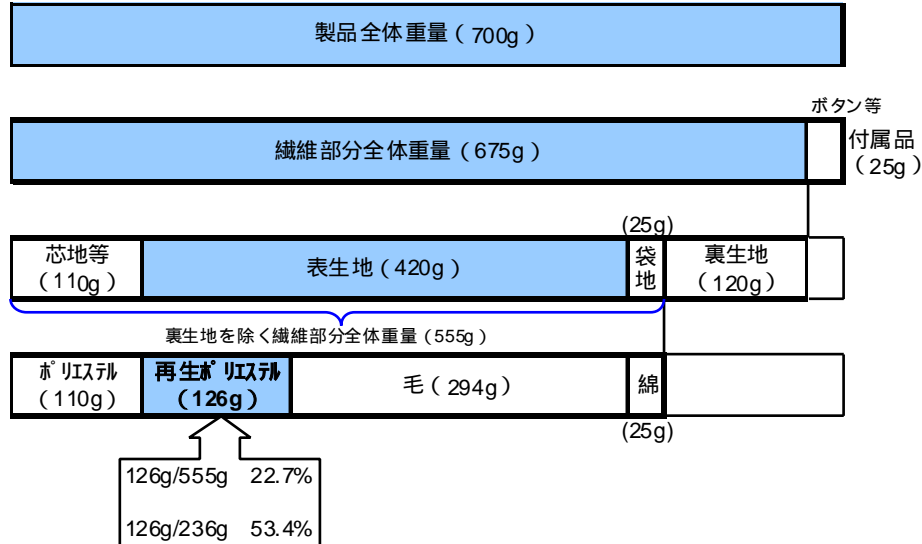 製品全体重量（700g）
ボタン等
繊維部分全体重量（675g）
付属品
（25g）
(25g)
芯地等
（110g）
表生地（420g）
袋
地
裏生地
（120g）
裏生地を除く繊維部分全体重量（555g）
ﾎﾟﾘｴｽﾃﾙ
（110g）
再生ﾎﾟﾘｴｽﾃﾙ
（126g）
毛（294g）
綿
(25g)
126g/555g 22.7%
126g/236g 53.4%